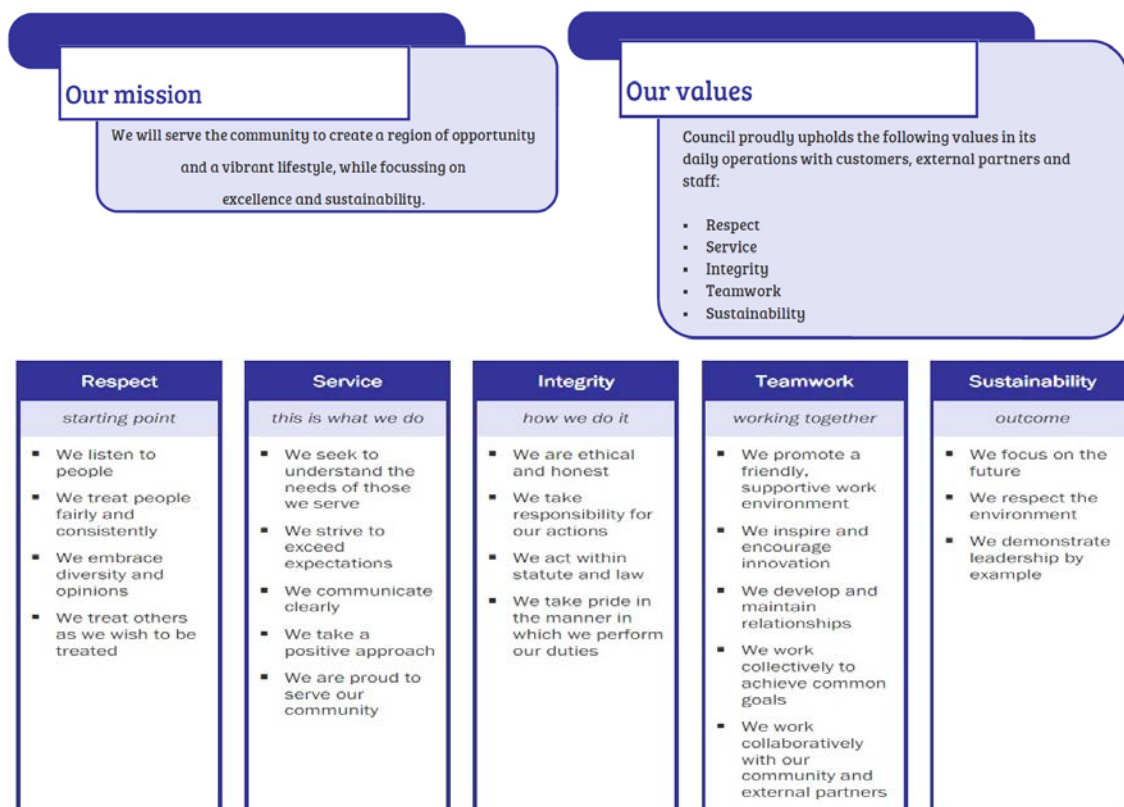 Our mission
We will serve the community to create a region of opportunity
and a vibrant lifestyle, while focussing on
excellence and sustainability.
Our values
Council proudly upholds the following values in its
daily operations with customers, external partners and
staff:
▪ Respect
▪ Service
▪ Integrity
▪ Teamwork
▪ Sustainability
Respect
starting point
▪ We listen to
people
▪ We treat people
fairly and
consistently
▪ We embrace
diversity and
opinions
▪ We treat others
as we wish to be
treated
Service
this is what we do
▪ We seek to
understand the
needs of those
we serve
▪ We strive to
exceed
expectations
▪ We communicate
clearly
▪ We take a
positive approach
▪ We are proud to
serve our
community
Integrity
how we do it
▪ We are ethical
and honest
▪ We take
responsibility for
our actions
▪ We act within
statute and law
▪ We take pride in
the manner in
which we perform
our duties
Teamwork
working together
▪ We promote a
friendly,
supportive work
environment
▪ We inspire and
encourage
innovation
▪ We develop and
maintain
relationships
▪ We work
collectively to
achieve common
goals
▪ We work
collaboratively
with our
community and
external partners
Sustainability
outcome
▪ We focus on the
future
▪ We respect the
environment
▪ We demonstrate
leadership by
example